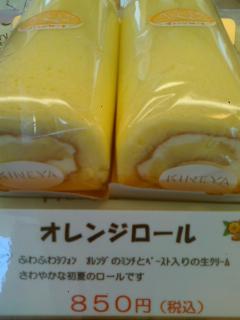 KINEYA
KINEYA
オレンジロール
ふわふわシフォン オレンジのミンチとペースト入りの生クリーム
さわやかな初夏のロールです
850円(税込)